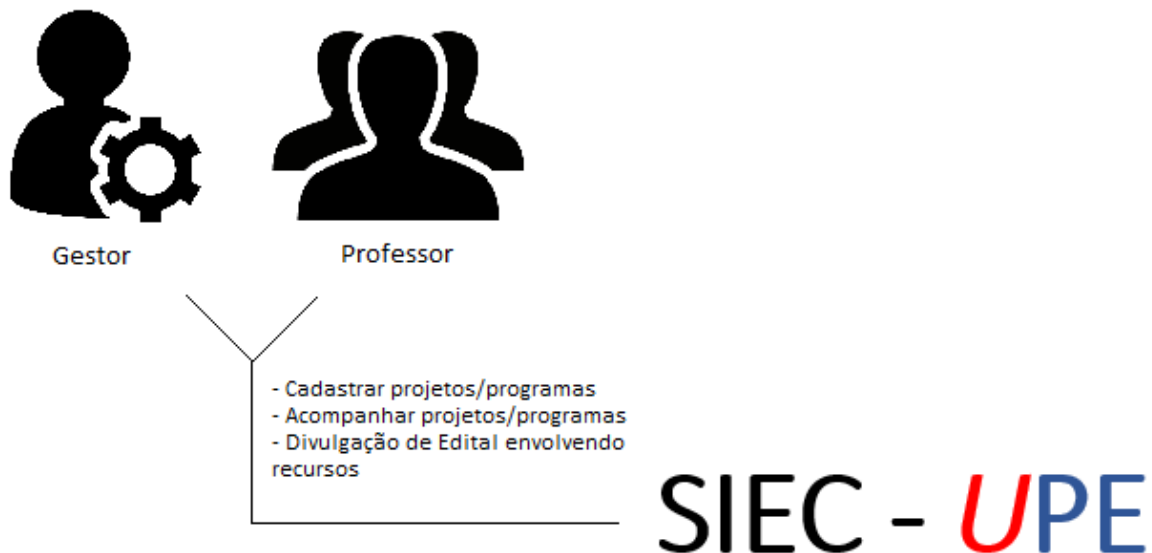 Gestor
Professor
- Cadastrar projetos/programas
- Acompanhar projetos/programas
- Divulgação de Edital envolvendo
recursos
SIEC - UPE